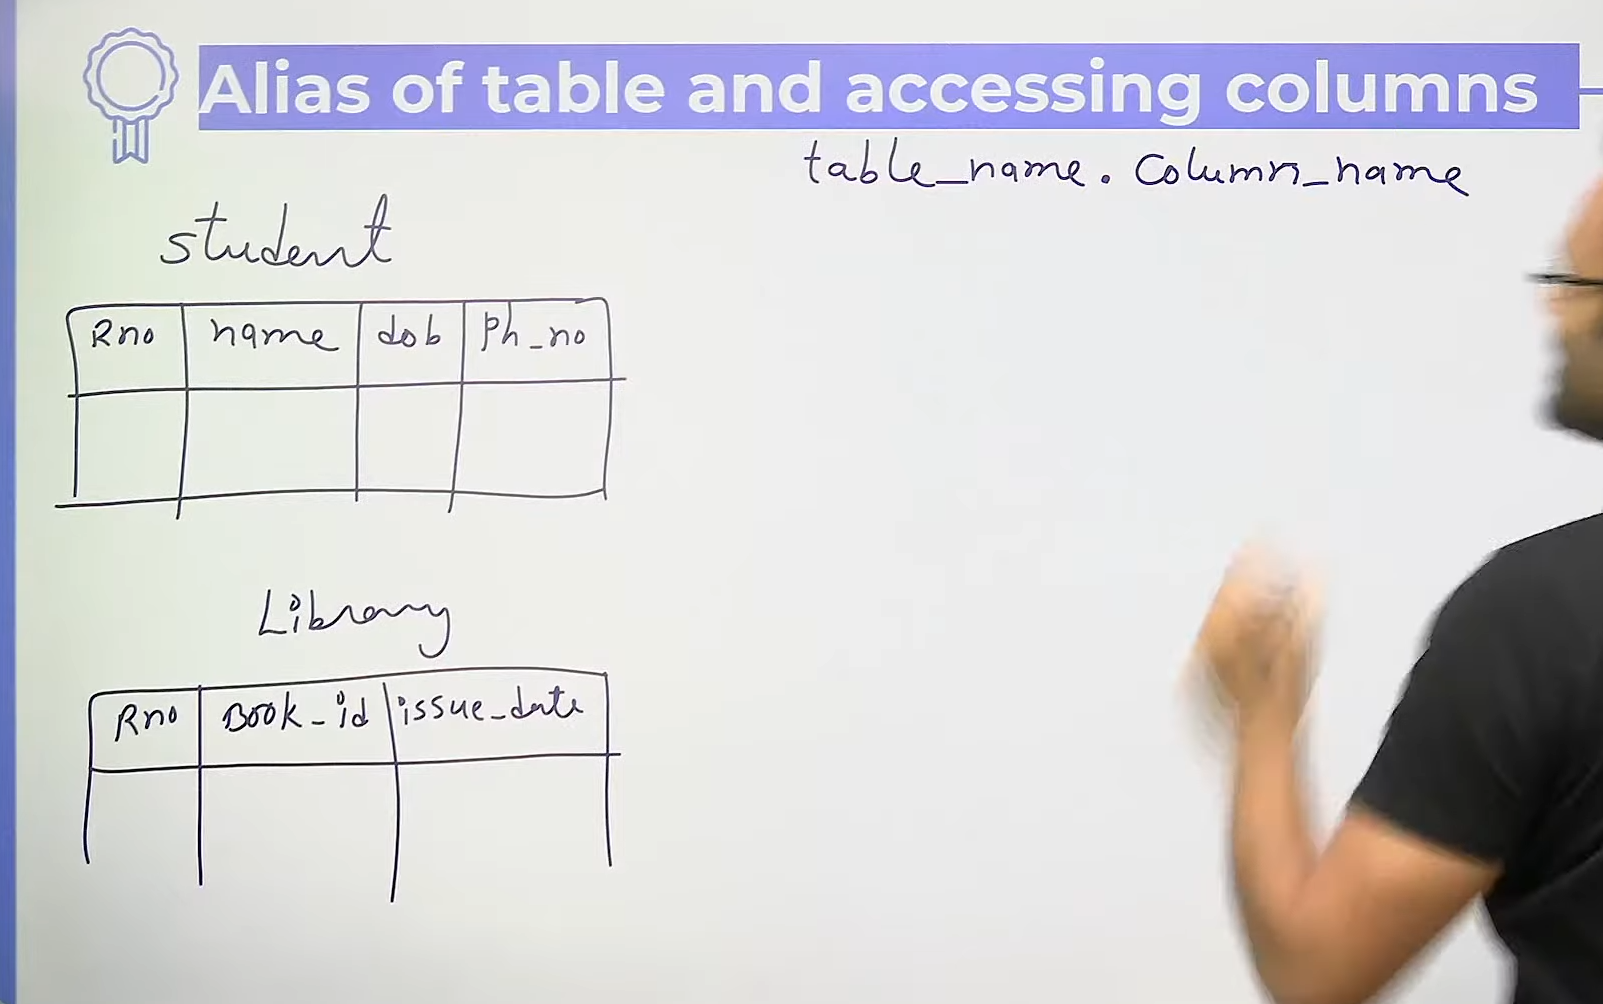 Alias of table and accessing columns
table_name. Column_name
student
Rno name dob Ph_no
Library
Rno Book_id issue_date